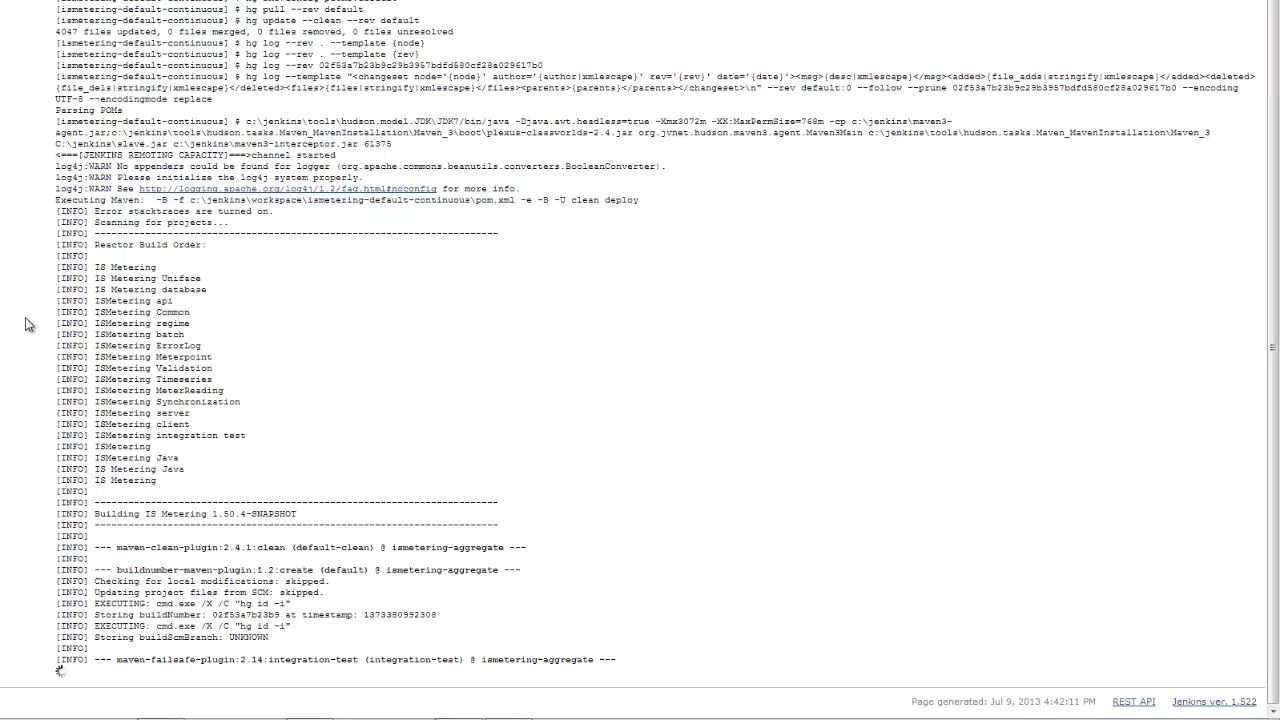 [ismetering-default-continuous] $ hg pull --rev default
[ismetering-default-continuous] $ hg update --clean --rev default
4047 files updated, 0 files merged, 0 files removed, 0 files unresolved
[ismetering-default-continuous] $ hg log --rev . --template {node}
[ismetering-default-continuous] $ hg log --rev . --template {rev}
[ismetering-default-continuous] $ hg log --rev 02f53a7b23b9c29b3957bdfd580cf28a029617b0
[ismetering-default-continuous] $ hg log --template "<changeset node='{node}' author='{author|xmlescape}' rev='{rev}' date='{date}'><msg>{desc|xmlescape}</msg><added>{file_adds|stringify|xmlescape}</added><deleted>
{file_dels|stringify|xmlescape}</deleted><files>{files|stringify|xmlescape}</files><parents>{parents}</parents></changeset>\n" --rev default:0 --follow --prune 02f53a7b23b9c29b3957bdfd580cf28a029617b0 --encoding
UTF-8 --encodingmode replace
Parsing POMs
[ismetering-default-continuous] $ c:\jenkins\tools\hudson.model.JDK\JDK7/bin/java -Djava.awt.headless=true -Xmx3072m -XX:MaxPermSize=768m -cp c:\jenkins\maven3-
agent.jar;c:\jenkins\tools\hudson.tasks.Maven_MavenInstallation\Maven_3\boot\plexus-classworlds-2.4.jar org.jvnet.hudson.maven3.agent.Maven3Main c:\jenkins\tools\hudson.tasks.Maven_MavenInstallation\Maven_3
C:\jenkins\slave.jar c:\jenkins\maven3-interceptor.jar 61375
<===[JENKINS REMOTING CAPACITY]===>channel started
log4j:WARN No appenders could be found for logger (org.apache.commons.beanutils.converters.BooleanConverter).
log4j:WARN Please initialize the log4j system properly.
log4j:WARN See http://logging.apache.org/log4j/1.2/faq.html#noconfig for more info.
Executing Maven:  -B -f c:\jenkins\workspace\ismetering-default-continuous\pom.xml -e -B -U clean deploy
[INFO] Error stacktraces are turned on.
[INFO] Scanning for projects...
[INFO] ------------------------------------------------------------------------
[INFO] Reactor Build Order:
[INFO]
[INFO] IS Metering
[INFO] IS Metering Uniface
[INFO] IS Metering database
[INFO] ISMetering api
[INFO] ISMetering Common
[INFO] ISMetering regime
[INFO] ISMetering batch
[INFO] ISMetering ErrorLog
[INFO] ISMetering Meterpoint
[INFO] ISMetering Validation
[INFO] ISMetering Timeseries
[INFO] ISMetering MeterReading
[INFO] ISMetering Synchronization
[INFO] ISMetering server
[INFO] ISMetering client
[INFO] ISMetering integration test
[INFO] ISMetering
[INFO] ISMetering Java
[INFO] IS Metering Java
[INFO] IS Metering
[INFO]
[INFO] ------------------------------------------------------------------------
[INFO] Building IS Metering 1.50.4-SNAPSHOT
[INFO] ------------------------------------------------------------------------
[INFO]
[INFO] --- maven-clean-plugin:2.4.1:clean (default-clean) @ ismetering-aggregate ---
[INFO]
[INFO] --- buildnumber-maven-plugin:1.2:create (default) @ ismetering-aggregate ---
[INFO] Checking for local modifications: skipped.
[INFO] Updating project files from SCM: skipped.
[INFO] EXECUTING: cmd.exe /X /C "hg id -i"
[INFO] Storing buildNumber: 02f53a7b23b9 at timestamp: 1373380992308
[INFO] EXECUTING: cmd.exe /X /C "hg id -i"
[INFO] Storing buildScmBranch: UNKNOWN
[INFO]
[INFO] --- maven-failsafe-plugin:2.14:integration-test (integration-test) @ ismetering-aggregate ---
Page generated: Jul 9, 2013 4:42:11 PM REST API Jenkins ver. 1.522